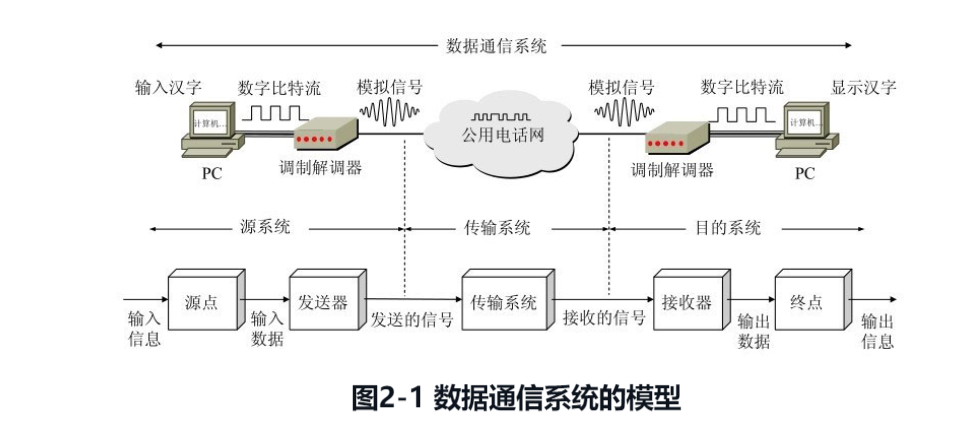 数据通信系统
输入汉字 数字比特流 模拟信号 模拟信号 数字比特流 显示汉字
计算机... 公用电话网 计算机...
PC 调制解调器 调制解调器 PC
源系统 传输系统 目的系统
源点 发送器 传输系统 接收器 终点
输入信息 输入数据 发送的信号 接收的信号 输出数据 输出信息
图2-1 数据通信系统的模型